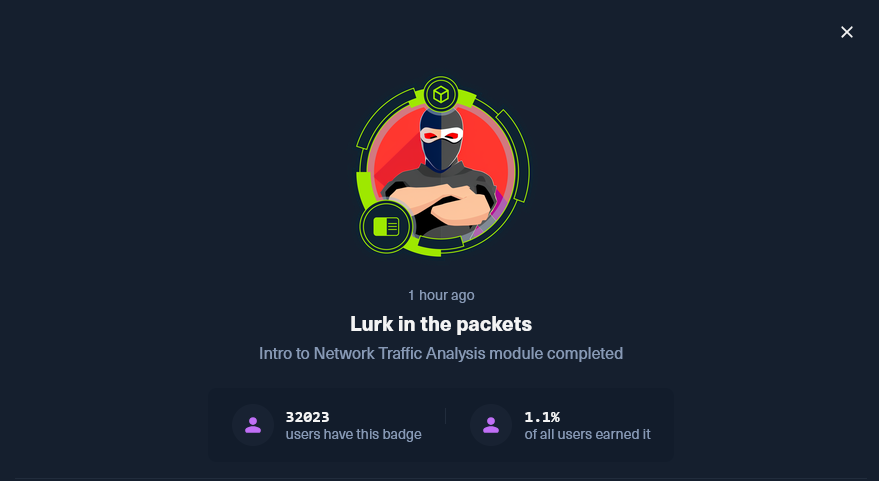 1 hour ago
Lurk in the packets
Intro to Network Traffic Analysis module completed
32023
users have this badge
1.1%
of all users earned it